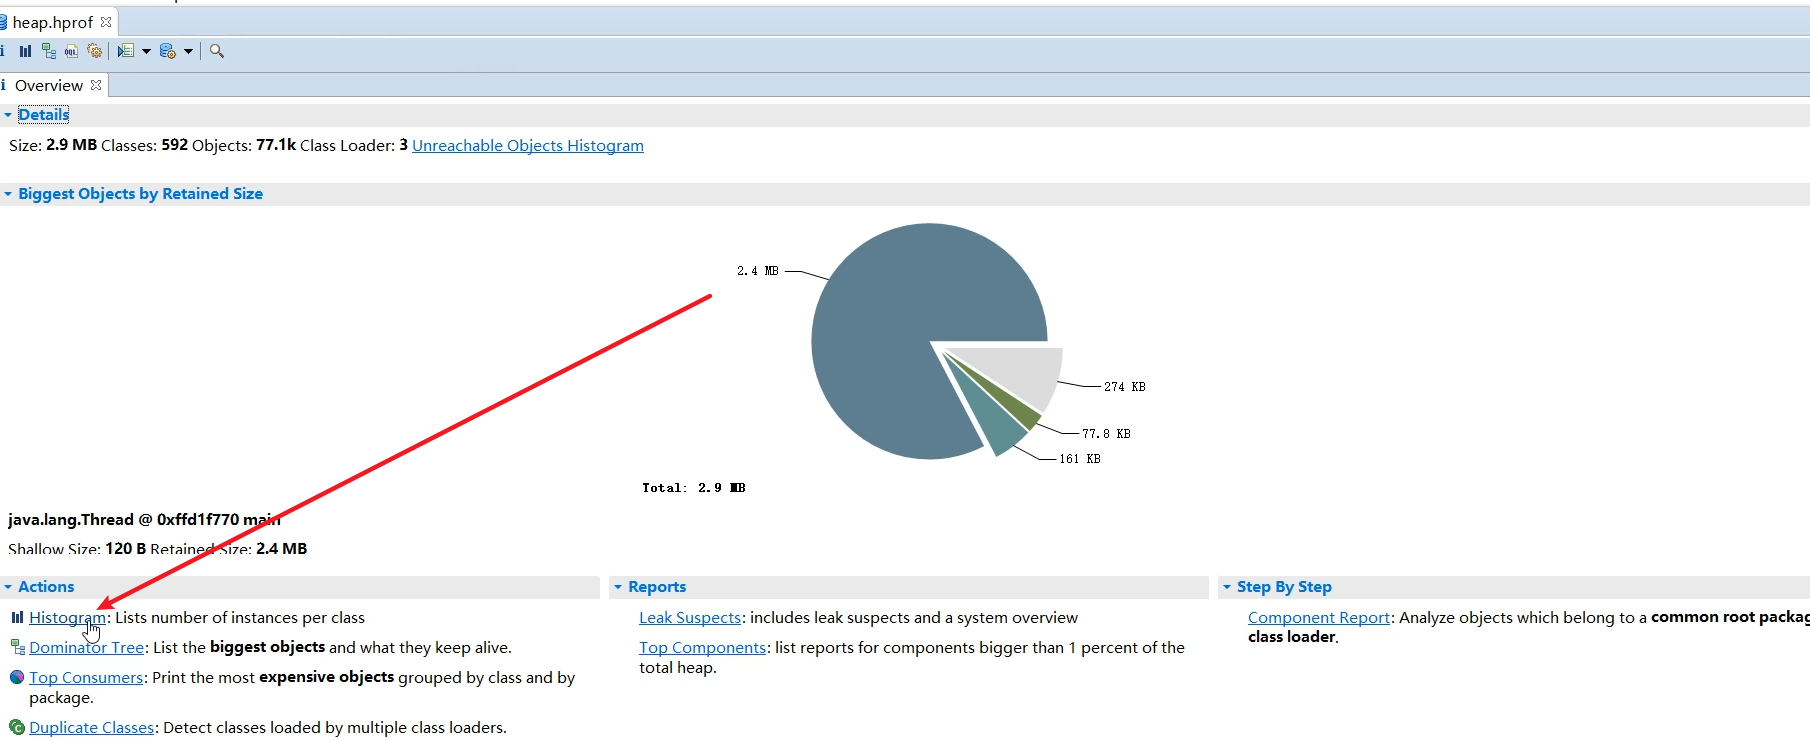 heap.hprof
Overview
Details
Size: 2.9 MB Classes: 592 Objects: 77.1k Class Loader: 3 Unreachable Objects Histogram
Biggest Objects by Retained Size
2.4 MB
274 KB
77.8 KB
161 KB
Total: 2.9 MB
java.lang.Thread @ 0xffd1f770 main
Shallow Size: 120 B Retained Size: 2.4 MB
Actions
Histogram: Lists number of instances per class
Dominator Tree: List the biggest objects and what they keep alive.
Top Consumers: Print the most expensive objects grouped by class and by
package.
Duplicate Classes: Detect classes loaded by multiple class loaders.
Reports
Leak Suspects: includes leak suspects and a system overview
Top Components: list reports for components bigger than 1 percent of the
total heap.
Step By Step
Component Report: Analyze objects which belong to a common root packag
class loader.